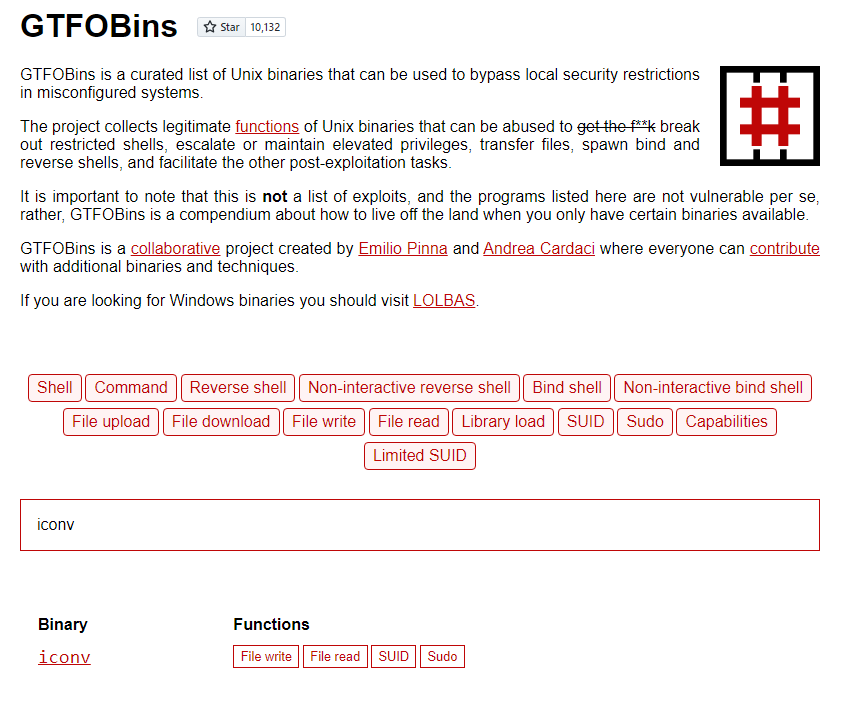 GTFOBins
Star 10,132
GTFOBins is a curated list of Unix binaries that can be used to bypass local security restrictions
in misconfigured systems.
The project collects legitimate functions of Unix binaries that can be abused to get the f**k break
out restricted shells, escalate or maintain elevated privileges, transfer files, spawn bind and
reverse shells, and facilitate the other post-exploitation tasks.
It is important to note that this is not a list of exploits, and the programs listed here are not vulnerable per se,
rather, GTFOBins is a compendium about how to live off the land when you only have certain binaries available.
GTFOBins is a collaborative project created by Emilio Pinna and Andrea Cardaci where everyone can contribute
with additional binaries and techniques.
If you are looking for Windows binaries you should visit LOLBAS.
Shell Command Reverse shell Non-interactive reverse shell Bind shell Non-interactive bind shell
File upload File download File write File read Library load SUID Sudo Capabilities
Limited SUID
iconv
Binary Functions
iconv File write File read SUID Sudo